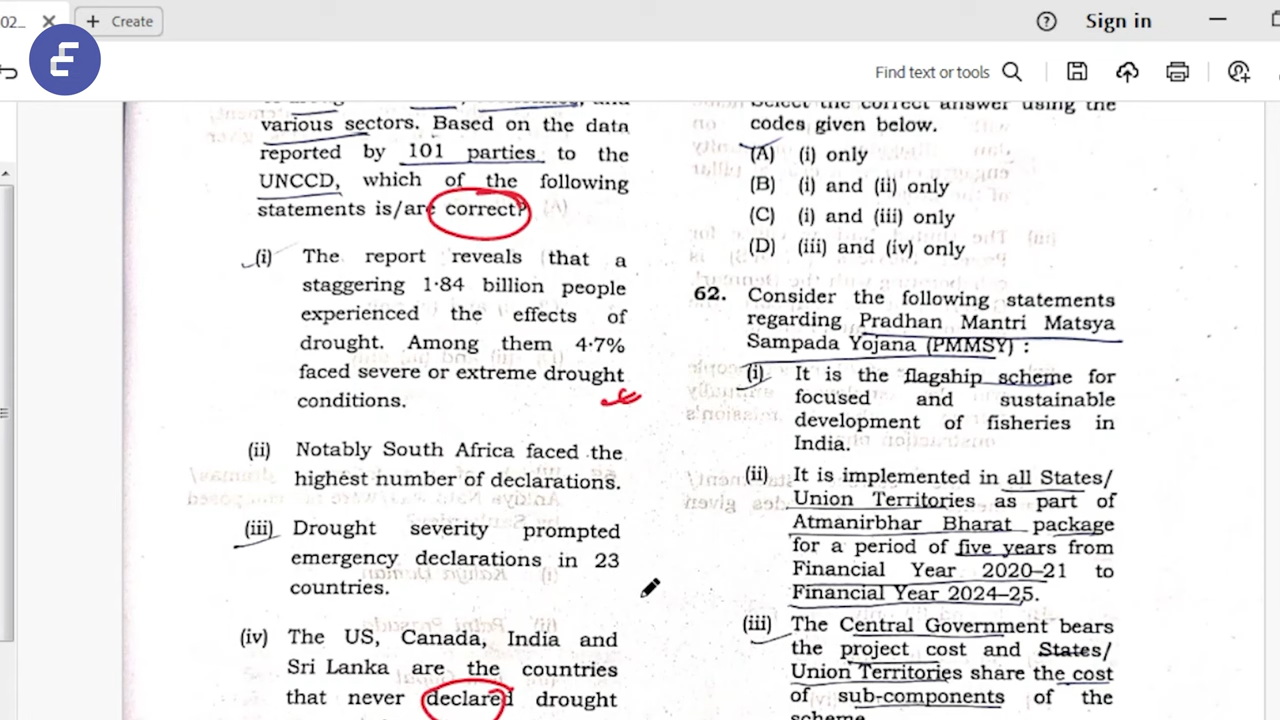 02...
Create
Sign in
Find text or tools
various sectors. Based on the data
reported by 101 parties to the
UNCCD, which of the following
statements is/are correct?
(i) The report reveals that a
staggering 1·84 billion people
experienced the effects of
drought. Among them 4·7%
faced severe or extreme drought
conditions.
(ii) Notably South Africa faced the
highest number of declarations.
(iii) Drought severity prompted
emergency declarations in 23
countries.
(iv) The US, Canada, India and
Sri Lanka are the countries
that never declared drought
Select the correct answer using the
codes given below.
(A) (i) only
(B) (i) and (ii) only
(C) (i) and (iii) only
(D) (iii) and (iv) only
62. Consider the following statements
regarding Pradhan Mantri Matsya
Sampada Yojana (PMMSY) :
(i) It is the flagship scheme for
focused and sustainable
development of fisheries in
India.
(ii) It is implemented in all States/
Union Territories as part of
Atmanirbhar Bharat package
for a period of five years from
Financial Year 2020–21 to
Financial Year 2024–25.
(iii) The Central Government bears
the project cost and States/
Union Territories share the cost
of sub-components of the
scheme